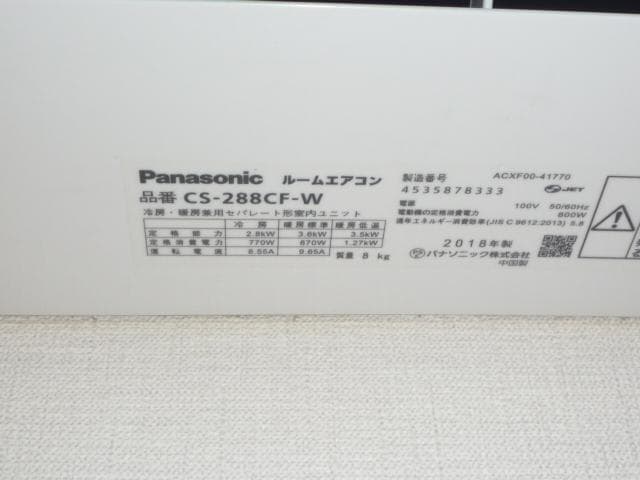 Panasonic ルームエアコン
品番 CS-288CF-W
冷房・暖房兼用セパレート形室内ユニット
冷房 暖房標準 暖房低温
定格能力 2.8kW 3.6kW 3.5kW
定格消費電力 770W 870W 1.27kW
運転電流 8.55A 9.65A 質量 8 kg
製造番号 ACXF00-41770
4535878333 JET
電源 100V 50/60Hz
電動機の定格消費電力 800W
通年エネルギー消費効率(JIS C 9612:2013) 5.8
2018年製
パナソニック株式会社
中国製